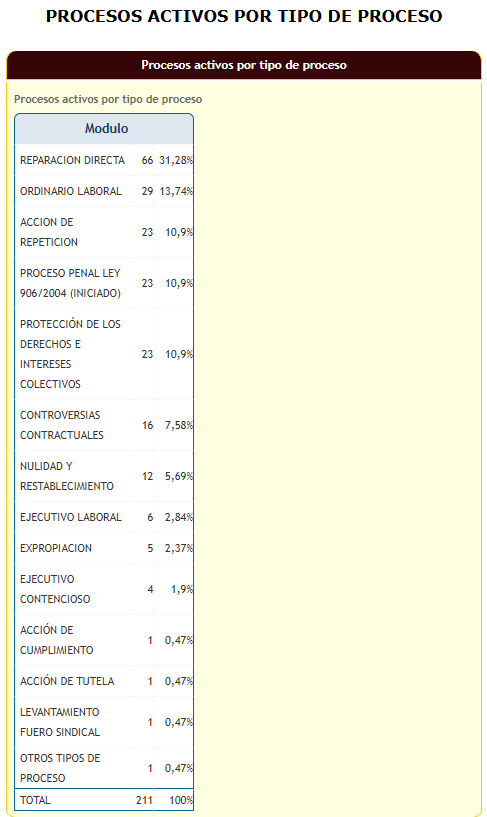 PROCESOS ACTIVOS POR TIPO DE PROCESO
Procesos activos por tipo de proceso
Procesos activos por tipo de proceso
Modulo
REPARACION DIRECTA 66 31,28%
ORDINARIO LABORAL 29 13,74%
ACCION DE
REPETICION 23 10,9%
PROCESO PENAL LEY
906/2004 (INICIADO) 23 10,9%
PROTECCIÓN DE LOS
DERECHOS E
INTERESES
COLECTIVOS 23 10,9%
CONTROVERSIAS
CONTRACTUALES 16 7,58%
NULIDAD Y
RESTABLECIMIENTO 12 5,69%
EJECUTIVO LABORAL 6 2,84%
EXPROPIACION 5 2,37%
EJECUTIVO
CONTENCIOSO 4 1,9%
ACCIÓN DE
CUMPLIMIENTO 1 0,47%
ACCIÓN DE TUTELA 1 0,47%
LEVANTAMIENTO
FUERO SINDICAL 1 0,47%
OTROS TIPOS DE
PROCESO 1 0,47%
TOTAL 211 100%